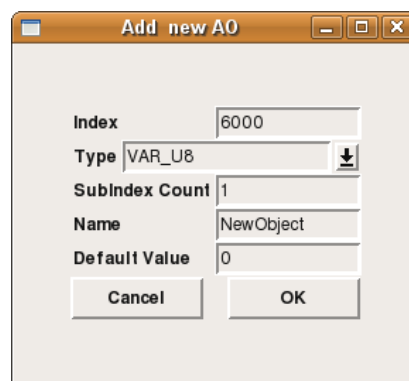 Add new AO
Index 6000
Type VAR_U8
SubIndex Count 1
Name NewObject
Default Value 0
Cancel OK